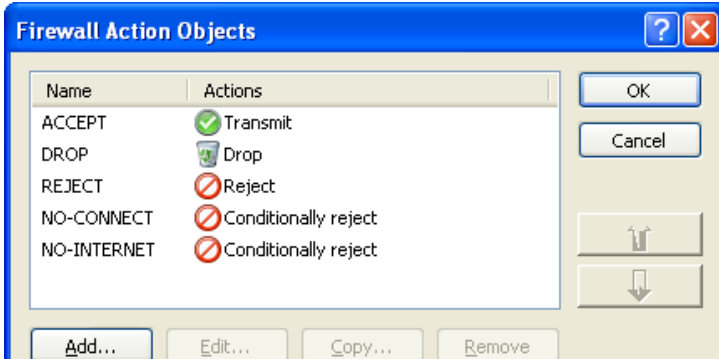 Firewall Action Objects
Name Actions
ACCEPT Transmit
DROP Drop
REJECT Reject
NO-CONNECT Conditionally reject
NO-INTERNET Conditionally reject
OK
Cancel
Add... Edit... Copy... Remove